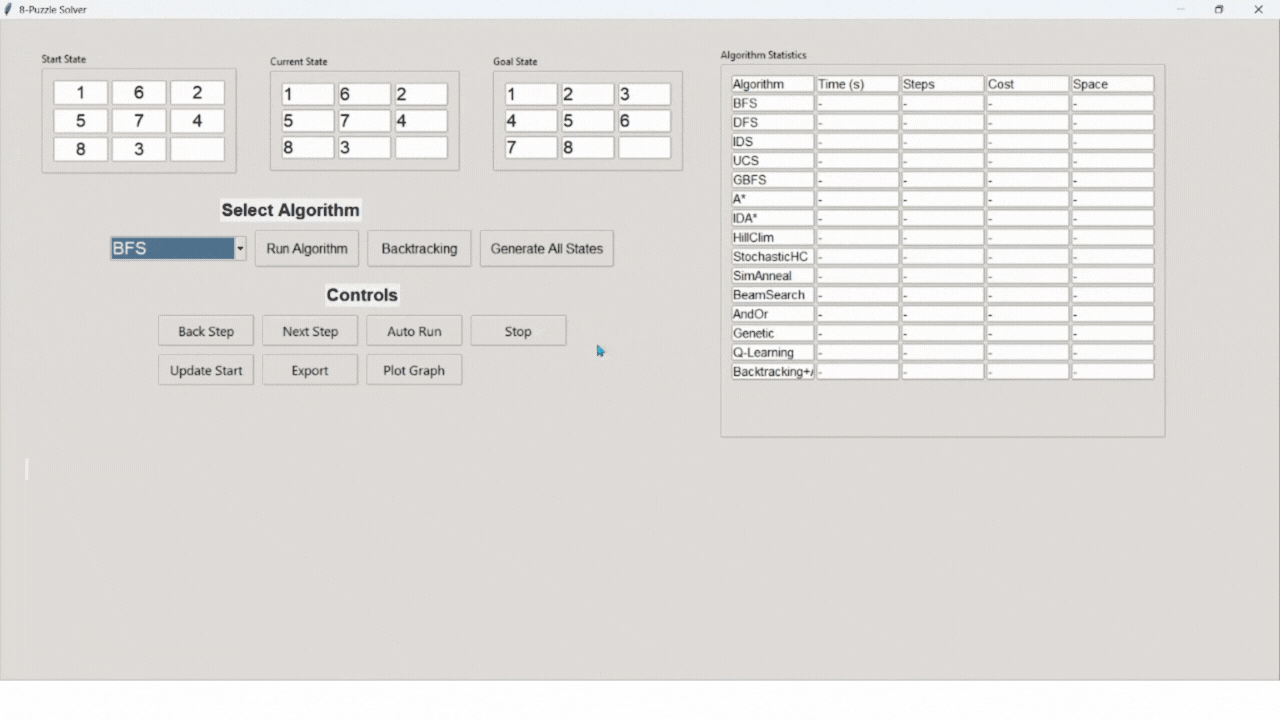 8-Puzzle Solver
Start State
1 6 2
5 7 4
8 3
Current State
1 6 2
5 7 4
8 3
Goal State
1 2 3
4 5 6
7 8
Select Algorithm
BFS Run Algorithm Backtracking Generate All States
Controls
Back Step Next Step Auto Run Stop
Update Start Export Plot Graph
Algorithm Statistics
Algorithm Time (s) Steps Cost Space
BFS - - - -
DFS - - - -
IDS - - - -
UCS - - - -
GBFS - - - -
A* - - - -
IDA* - - - -
HillClim - - - -
StochasticHC - - - -
SimAnneal - - - -
BeamSearch - - - -
AndOr - - - -
Genetic - - - -
Q-Learning - - - -
Backtracking+ - - - -